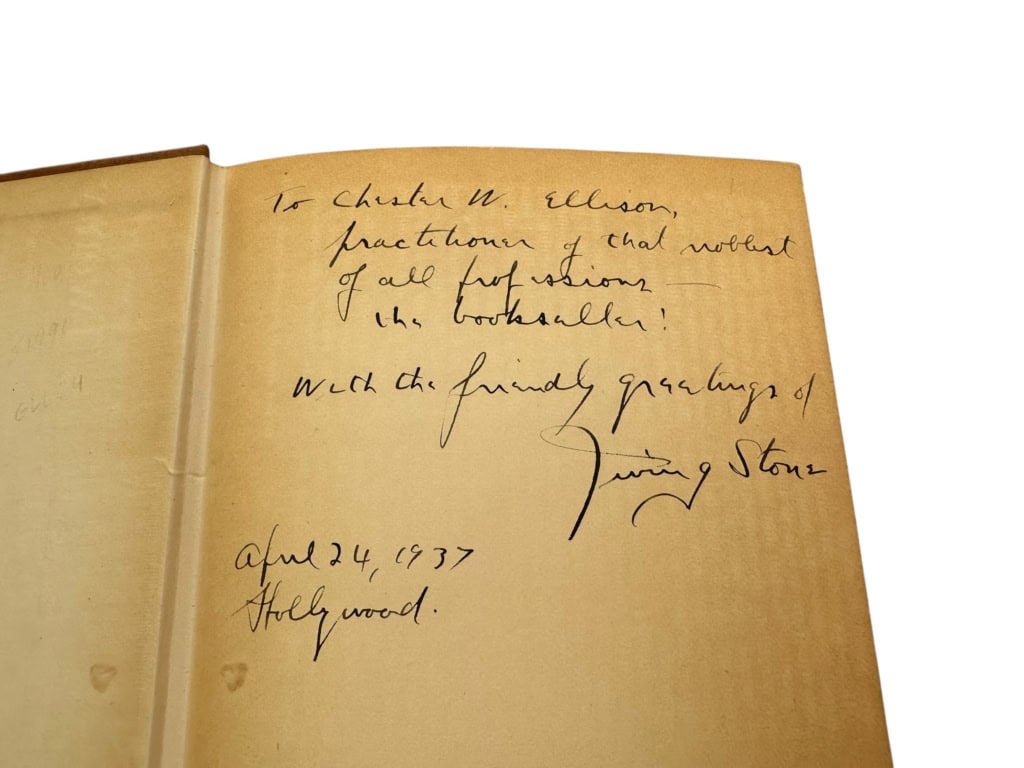 To Chester W. Ellison,
practitioner of that noblest
of all professions —
the bookseller!
With the friendly greetings of
Irving Stone
April 24, 1937
Hollywood.